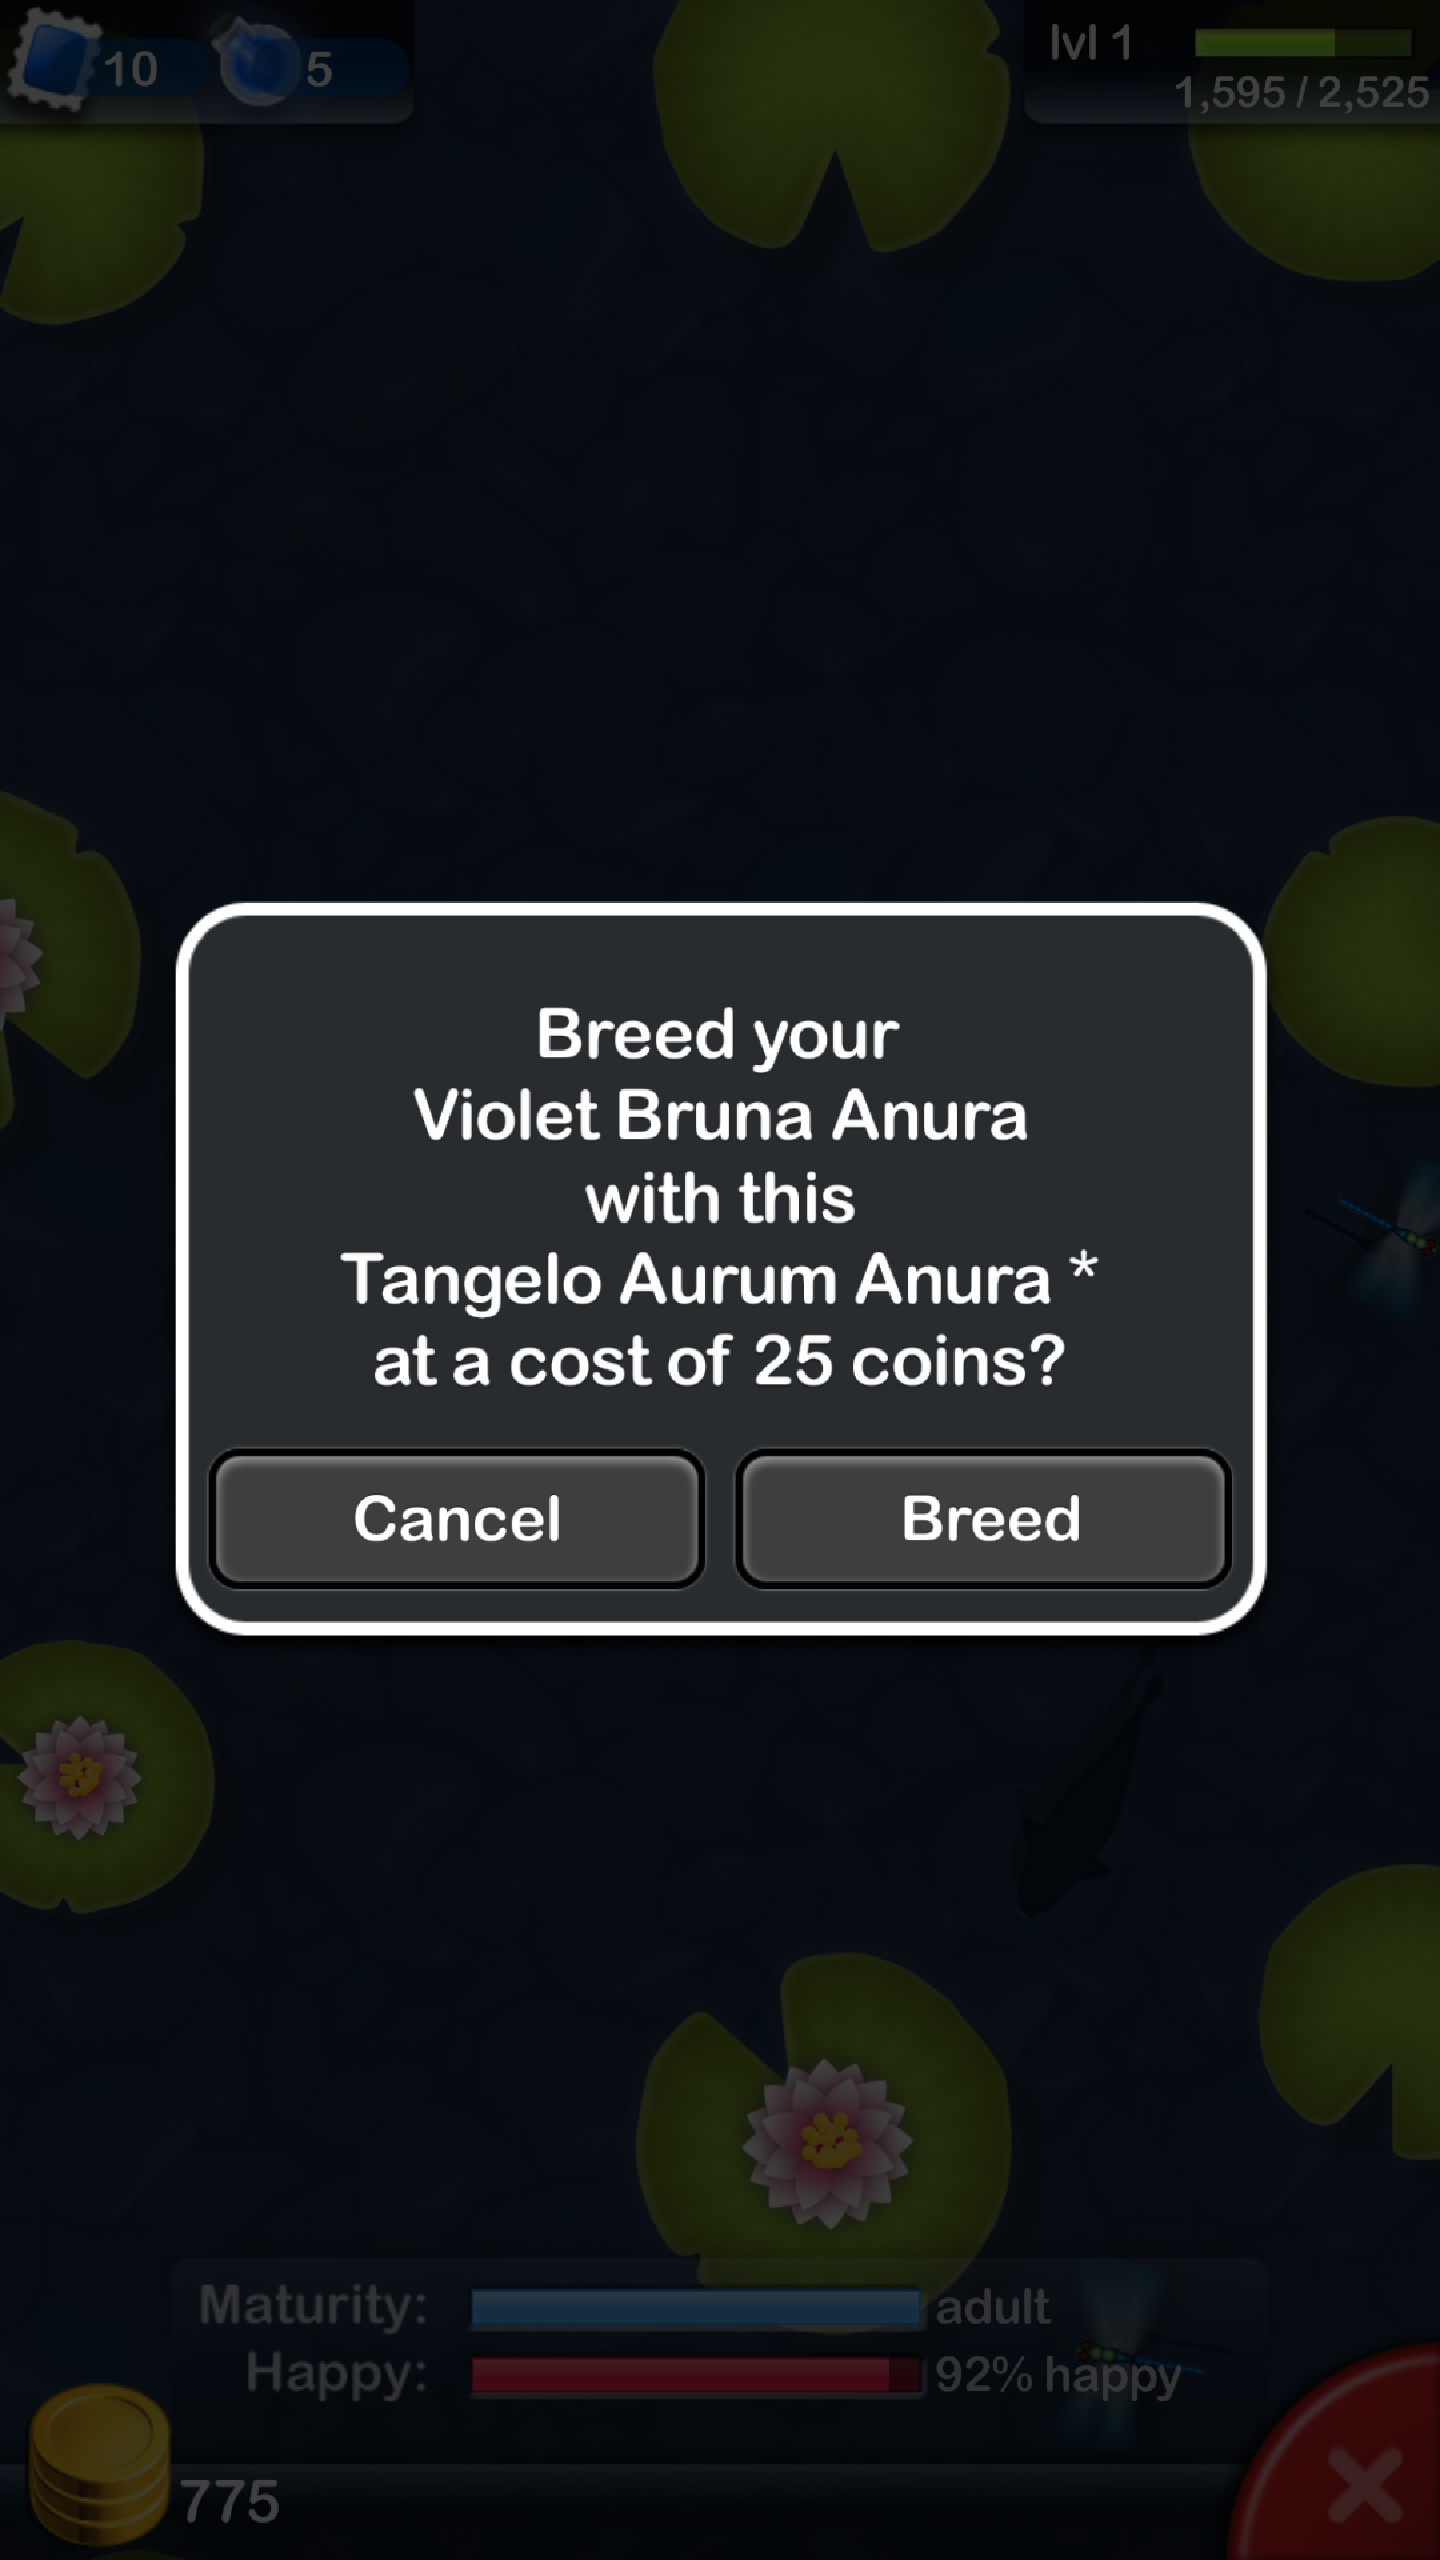 10
5
lvl 1
1,595 / 2,525
Breed your
Violet Bruna Anura
with this
Tangelo Aurum Anura *
at a cost of 25 coins?
Cancel
Breed
Maturity:
adult
Happy:
92% happy
775